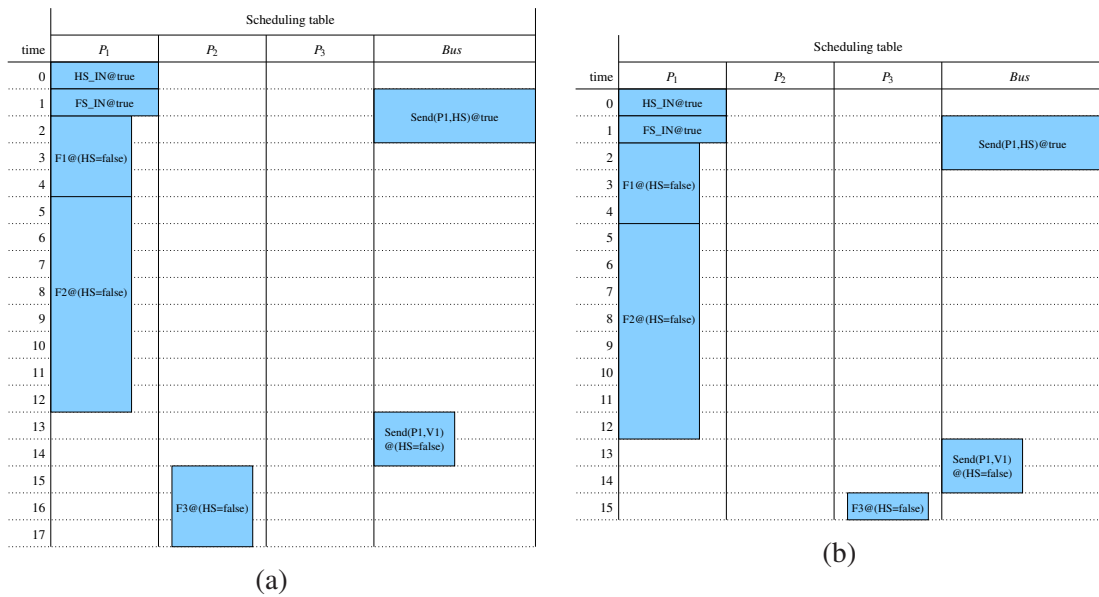 Scheduling table
time P₁ P₂ P₃ Bus
0 HS_IN@true
1 FS_IN@true
Send(P1,HS)@true
2
3 F1@(HS=false)
4
5
6
7
8 F2@(HS=false)
9
10
11
12
13 Send(P1,V1)
14 @(HS=false)
15
16 F3@(HS=false)
17
(a)
Scheduling table
time P₁ P₂ P₃ Bus
0 HS_IN@true
1 FS_IN@true
Send(P1,HS)@true
2
3 F1@(HS=false)
4
5
6
7
8 F2@(HS=false)
9
10
11
12
13 Send(P1,V1)
14 @(HS=false)
15 F3@(HS=false)
(b)